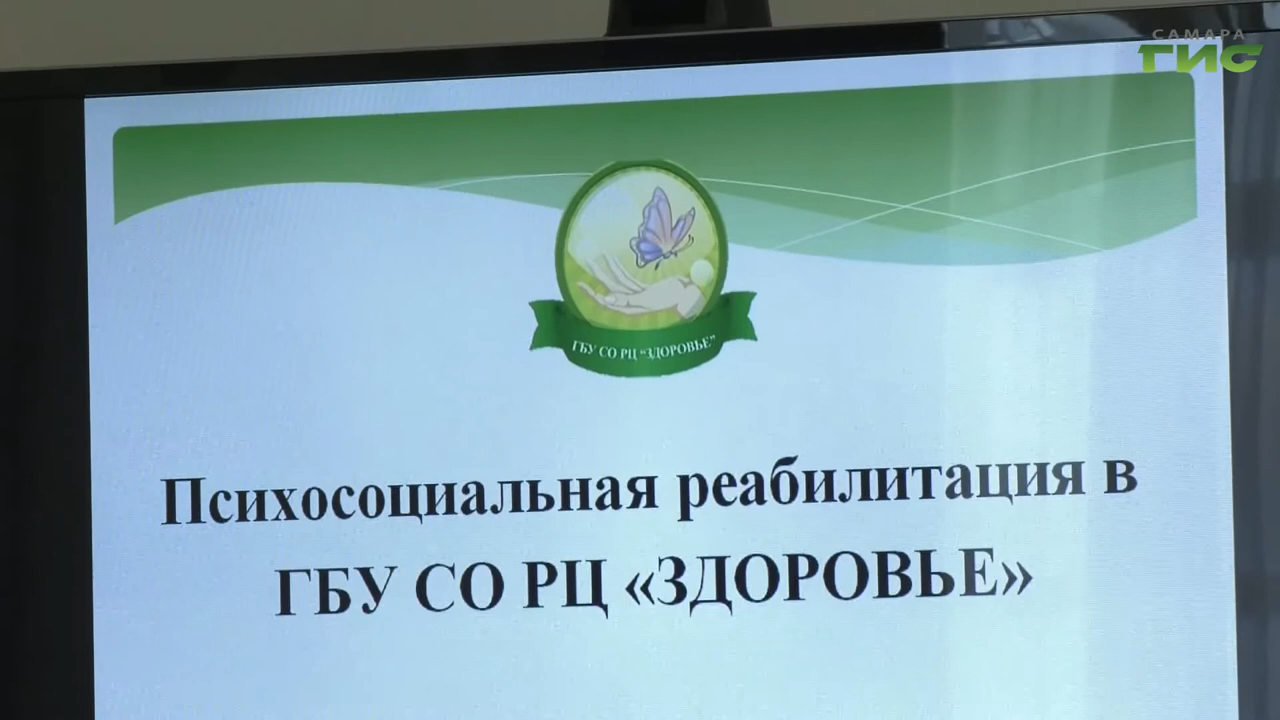 САМАРА
ГИС
ГБУ СО РЦ "ЗДОРОВЬЕ"
Психосоциальная реабилитация в
ГБУ СО РЦ «ЗДОРОВЬЕ»